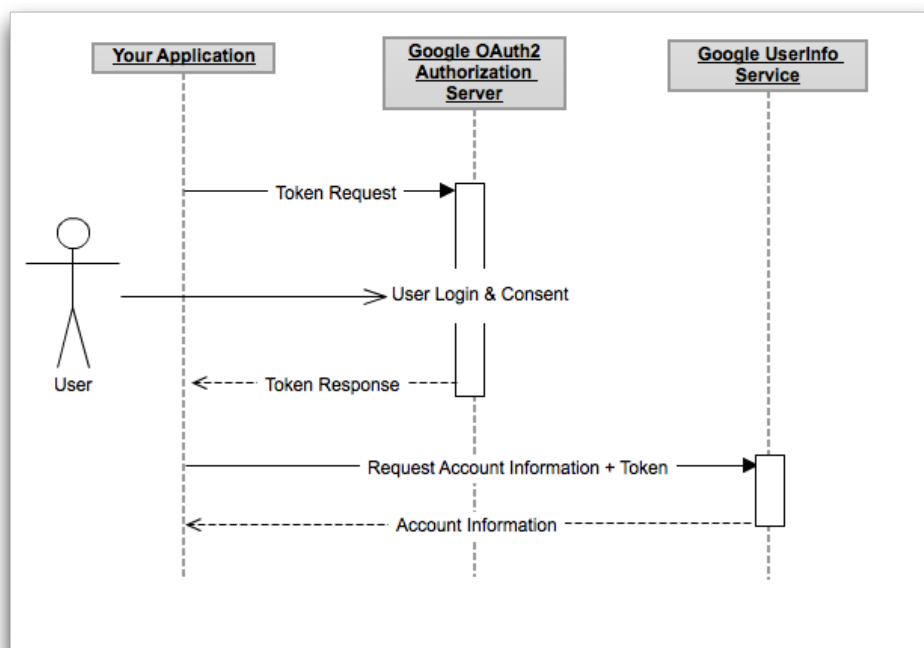 Your Application
Google OAuth2
Authorization
Server
Google UserInfo
Service
Token Request
User Login & Consent
User
Token Response
Request Account Information + Token
Account Information